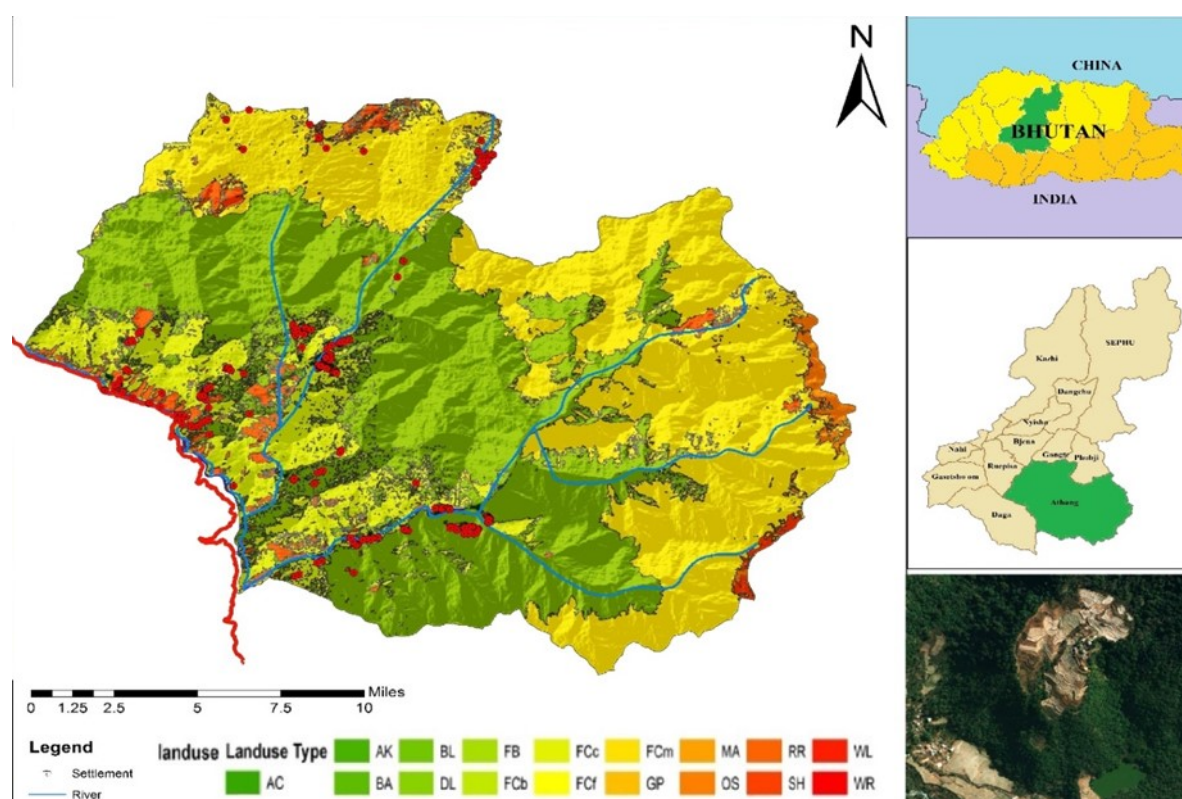 N
CHINA
BHUTAN
INDIA
SEPHU
Kazhi
Dangchu
Nyisho
Bjena
Nahi
Gangte
Phobji
Ruepisa
Athang
Daga
Miles
0 1.25 2.5 5 7.5 10
Legend
Settlement
River
landuse Landuse Type
AC
AK BL FB FCc FCm MA RR WL
BA DL FCb FCf GP OS SH WR